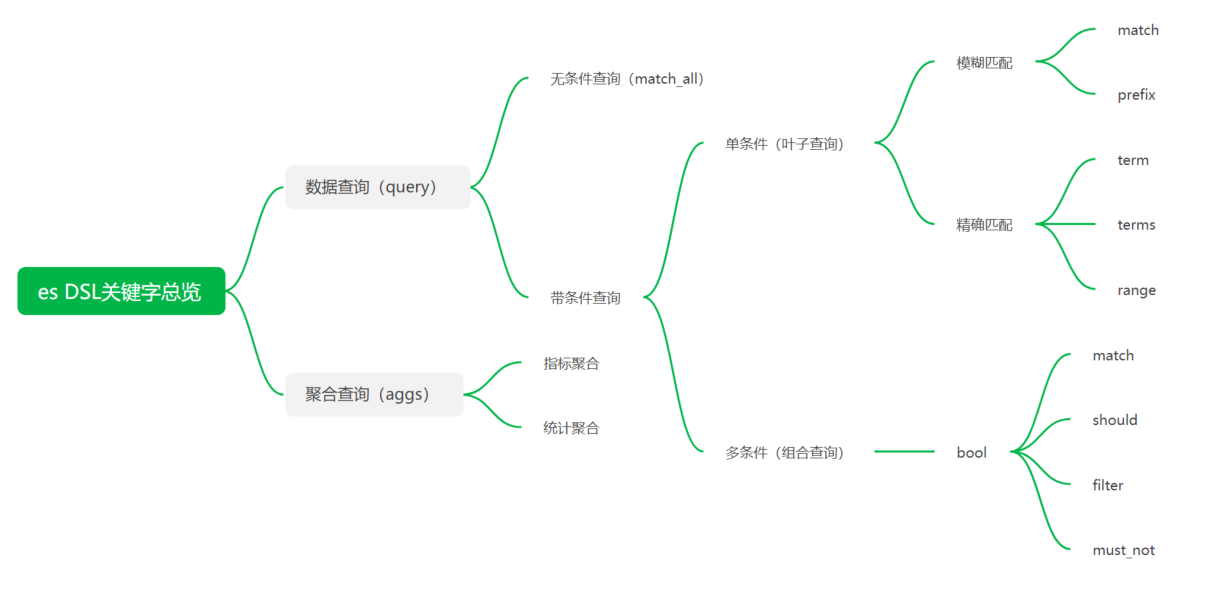 es DSL关键字总览
数据查询（query）
无条件查询（match_all）
带条件查询
单条件（叶子查询）
模糊匹配
match
prefix
精确匹配
term
terms
range
多条件（组合查询）
bool
match
should
filter
must_not
聚合查询（aggs）
指标聚合
统计聚合